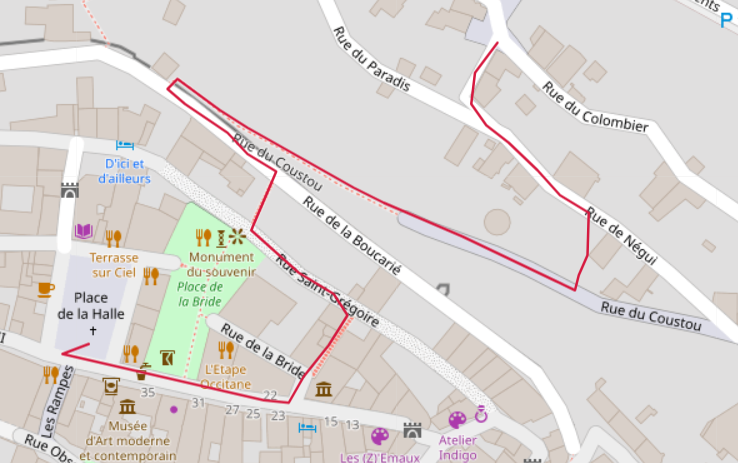 ents
P
Rue du Paradis
Rue du Colombier
Rue du Coustou
D'ici et
d'ailleurs
Rue de la Boucarié
Rue de Négui
Terrasse
sur Ciel
Monument
du souvenir
Place de
la Bride
Rue Saint-Grégoire
Place
de la Halle
Rue du Coustou
Rue de la Bride
L'Etape
Occitane
Les Rampes
35
31
27
25
23
22
15
13
Musée
d'Art moderne
et contemporain
Rue Obs
Les (Z)'Emaux
Atelier
Indigo